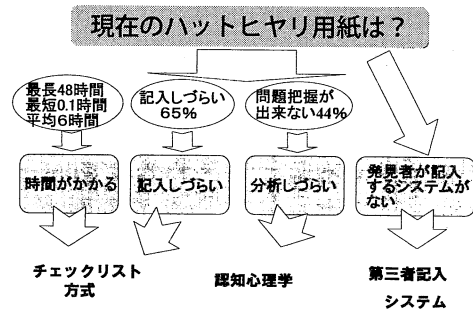 現在のハットヒヤリ用紙は？
最長48時間
最短0.1時間
平均6時間
記入しづらい
65%
問題把握が
出来ない44%
時間がかかる
記入しづらい
分析しづらい
発見者が記入
するシステムが
ない
チェックリスト
方式
認知心理学
第三者記入
システム